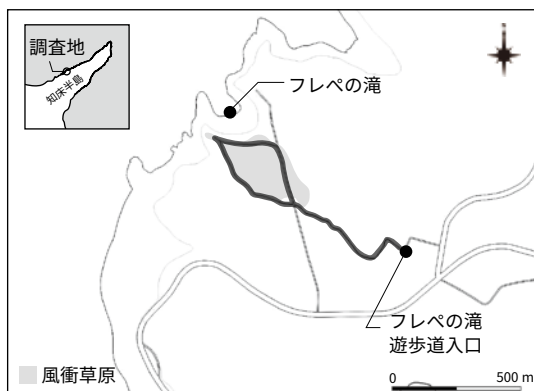 調査地
知床半島
フレペの滝
フレペの滝
遊歩道入口
風衝草原
0 500 m